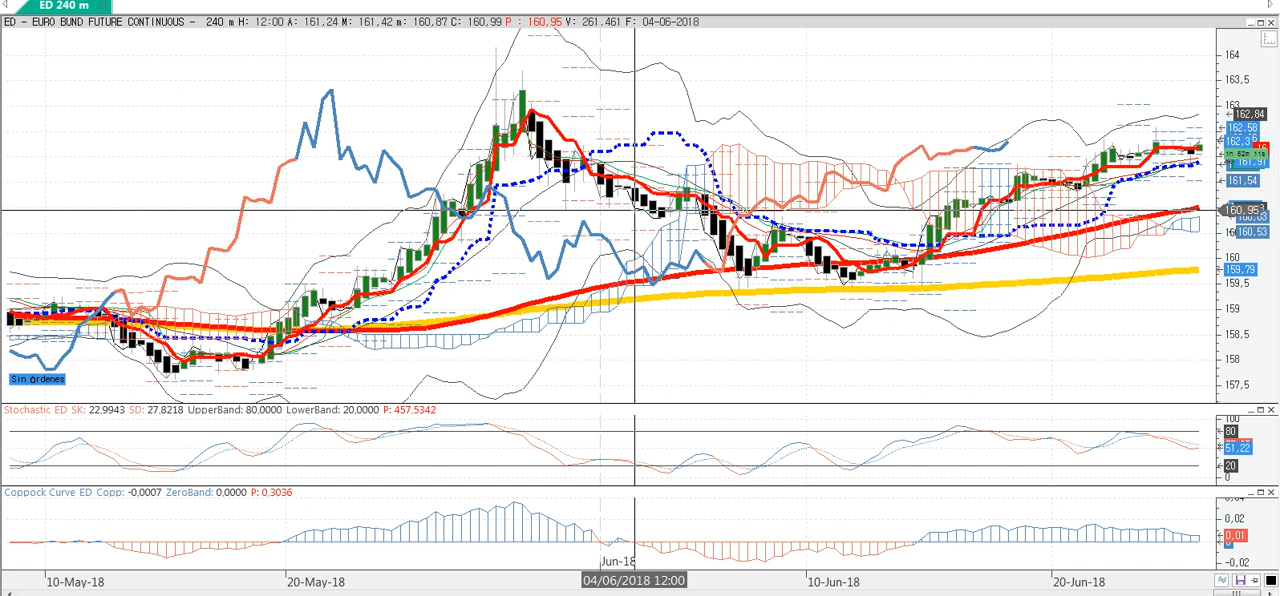 ED 240 m
ED - EURO BUND FUTURE CONTINUOUS - 240 m H: 12:00 A: 161,24 M: 161,42 m: 160,87 C: 160,99 P : 160,95 V: 261.461 F: 04-06-2018
164
163,5
163
162,84
162,58
161,54
160,953
160,53
160
159,79
159,5
159
158,5
158
157,5
Sin órdenes
Stochastic ED SK: 22,9943 SD: 27,8218 UpperBand: 80,0000 LowerBand: 20,0000 P: 457,5342
100
80
51,22
20
0
Coppock Curve ED Copp: -0,0007 ZeroBand: 0,0000 P: 0,3036
0,04
0,02
0,01
-0,02
Jun-18
10-May-18
20-May-18
04/06/2018 12:00
10-Jun-18
20-Jun-18